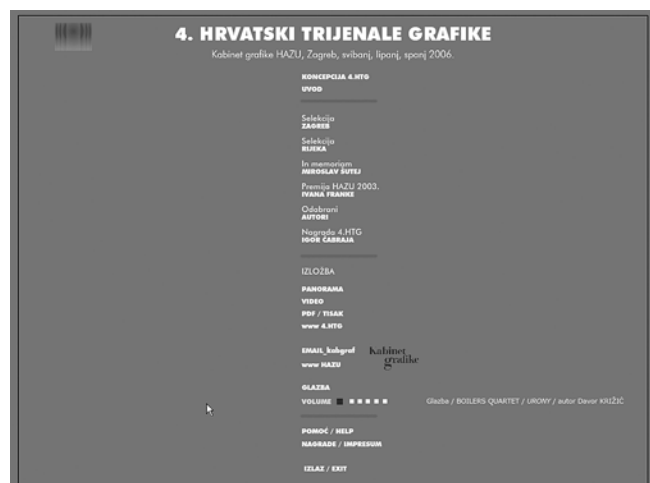 4. HRVATSKI TRIJENALE GRAFIKE
Kabinet grafike HAZU, Zagreb, svibanj, lipanj, srpanj 2006.
KONCEPCIJA 4.HTG
UVOD
Selekcija
ZAGREB
Selekcija
RIJEKA
In memoriam
MIROSLAV ŠUTEJ
Premija HAZU 2003.
IVANA FRANKE
Odabrani
AUTORI
Nagrada 4.HTG
IGOR ČABRAJA
IZLOŽBA
PANORAMA
VIDEO
PDF / TISAK
www 4.HTG
EMAIL_kabgraf
Kabinet
grafike
www HAZU
GLAZBA
VOLUME
Glazba / BOILERS QUARTET / URONY / autor Davor KRIŽIĆ
POMOĆ / HELP
NAGRADE / IMPRESUM
IZLAZ / EXIT